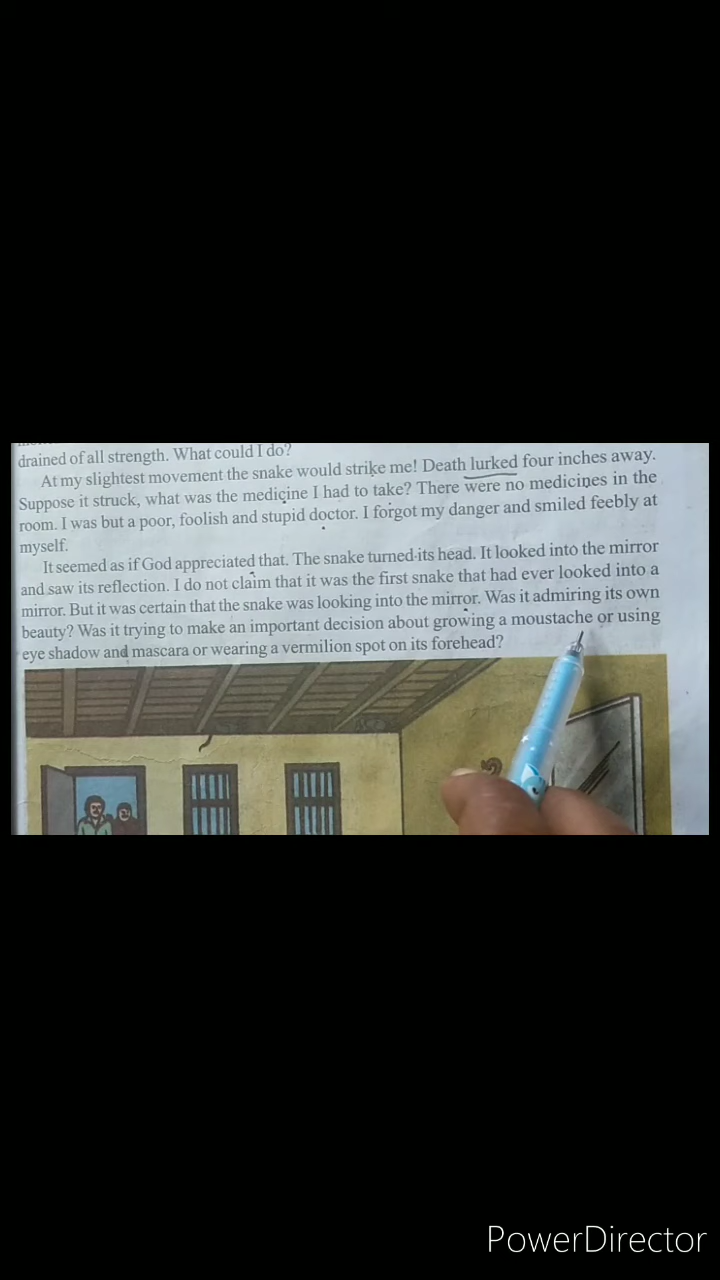 drained of all strength. What could I do?
At my slightest movement the snake would strike me! Death lurked four inches away.
Suppose it struck, what was the medicine I had to take? There were no medicines in the
room. I was but a poor, foolish and stupid doctor. I forgot my danger and smiled feebly at
myself.
It seemed as if God appreciated that. The snake turned its head. It looked into the mirror
and saw its reflection. I do not claim that it was the first snake that had ever looked into a
mirror. But it was certain that the snake was looking into the mirror. Was it admiring its own
beauty? Was it trying to make an important decision about growing a moustache or using
eye shadow and mascara or wearing a vermilion spot on its forehead?
PowerDirector